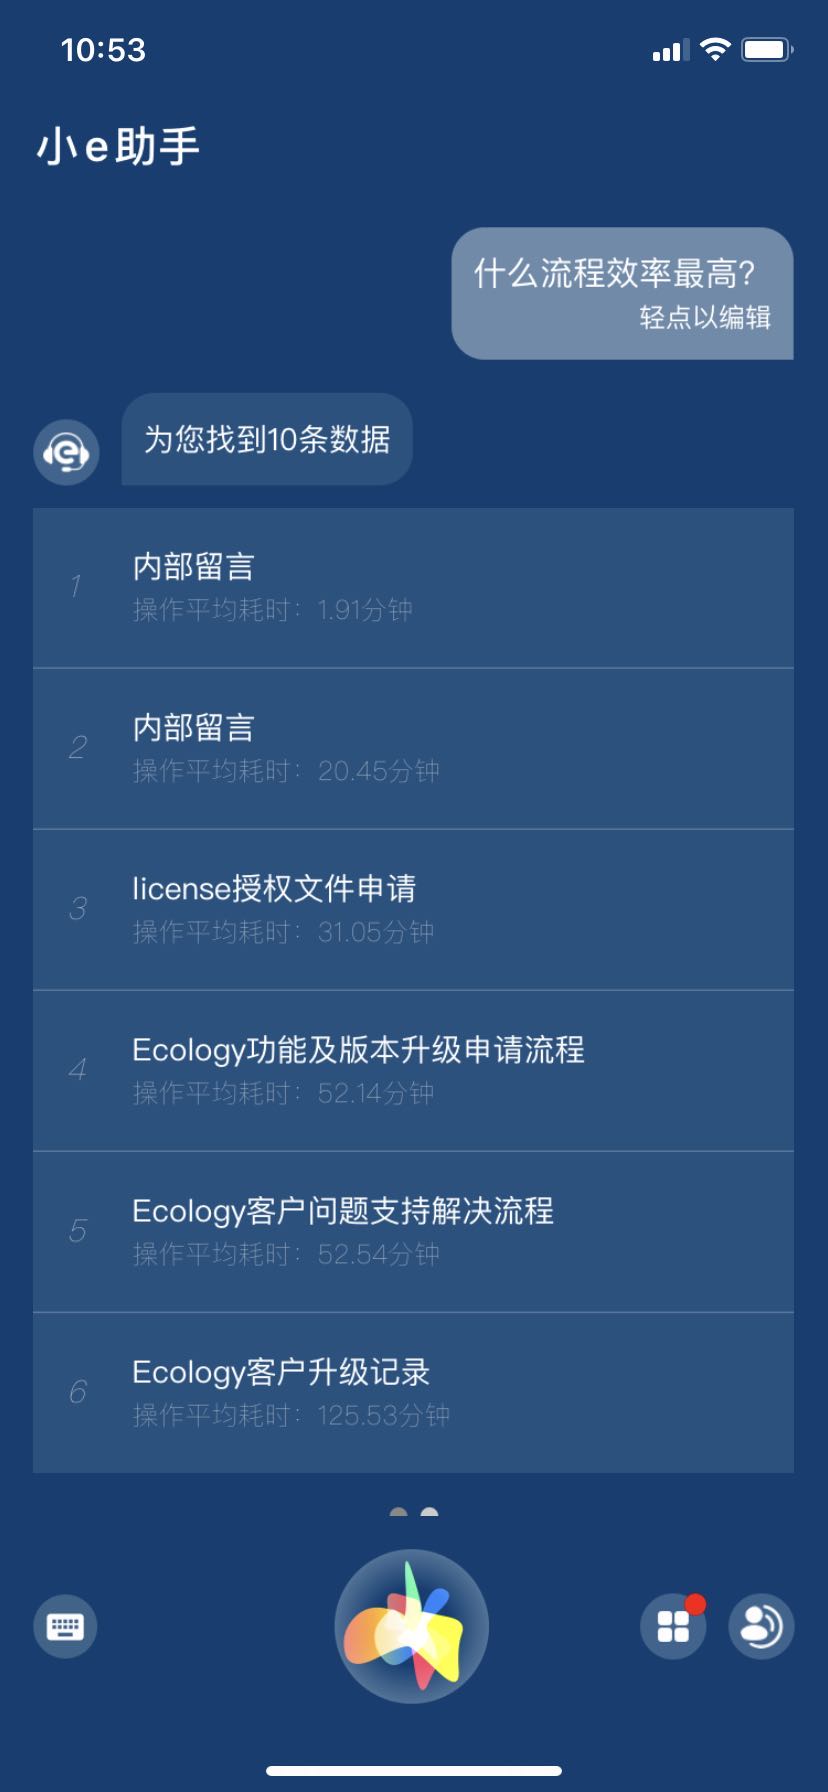 10:53
小e助手
什么流程效率最高?
轻点以编辑
为您找到10条数据
1
内部留言
操作平均耗时：1.91分钟
2
内部留言
操作平均耗时：20.45分钟
3
license授权文件申请
操作平均耗时：31.05分钟
4
Ecology功能及版本升级申请流程
操作平均耗时：52.14分钟
5
Ecology客户问题支持解决流程
操作平均耗时：52.54分钟
6
Ecology客户升级记录
操作平均耗时：125.53分钟